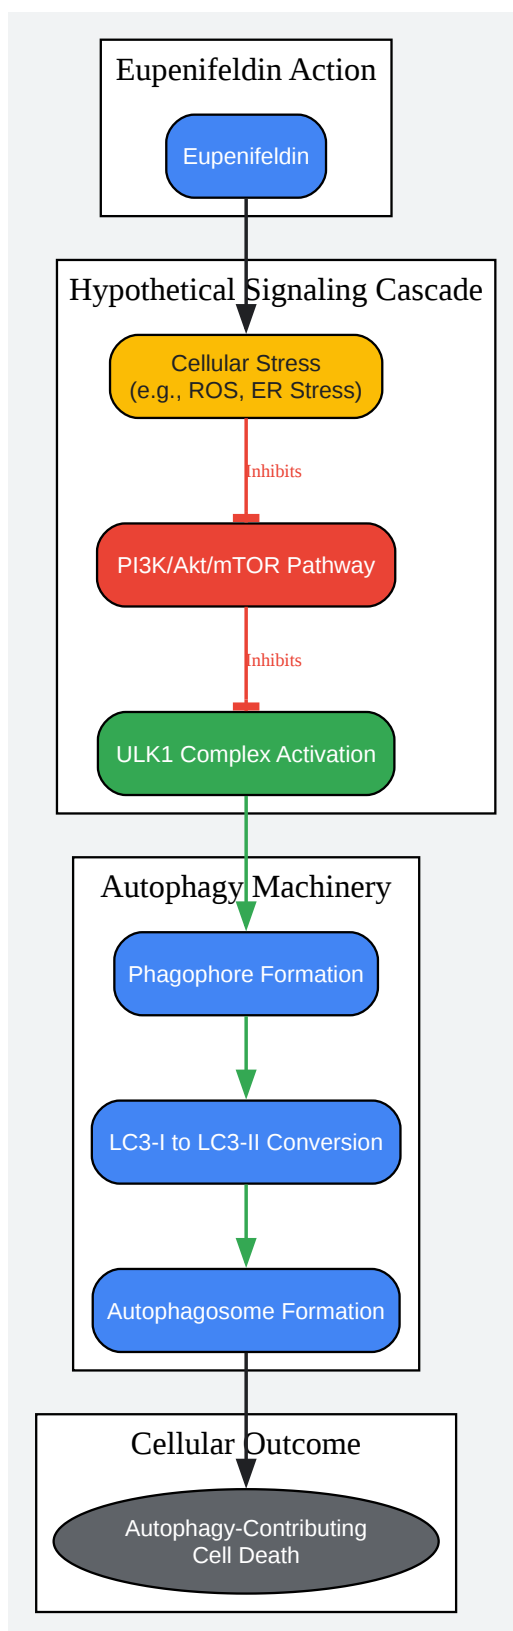 Eupenifeldin Action
Eupenifeldin
Hypothetical Signaling Cascade
Cellular Stress
(e.g., ROS, ER Stress)
Inhibits
PI3K/Akt/mTOR Pathway
Inhibits
ULK1 Complex Activation
Autophagy Machinery
Phagophore Formation
LC3-I to LC3-II Conversion
Autophagosome Formation
Cellular Outcome
Autophagy-Contributing
Cell Death